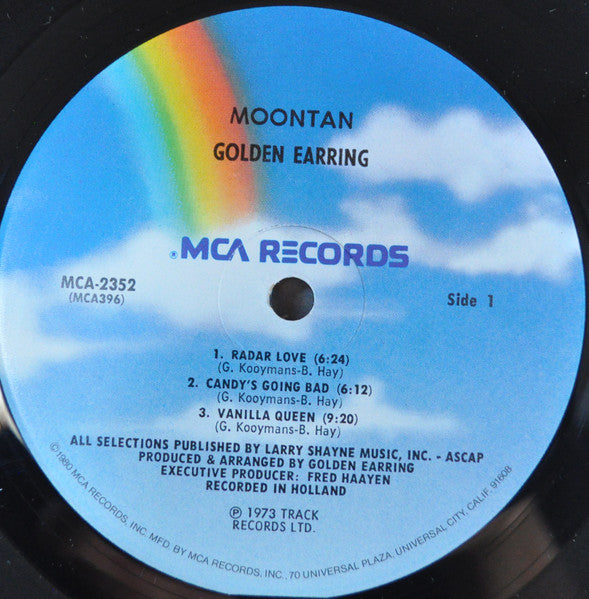 MOONTAN
GOLDEN EARRING
®MCA RECORDS
MCA-2352
(MCA396)
Side 1
1. RADAR LOVE (6:24)
(G. Kooymans-B. Hay)
2. CANDY'S GOING BAD (6:12)
(G. Kooymans-B. Hay)
3. VANILLA QUEEN (9:20)
(G. Kooymans-B. Hay)
ALL SELECTIONS PUBLISHED BY LARRY SHAYNE MUSIC, INC. - ASCAP
PRODUCED & ARRANGED BY GOLDEN EARRING
EXECUTIVE PRODUCER: FRED HAAYEN
RECORDED IN HOLLAND
℗ 1973 TRACK
RECORDS LTD.
©1980 MCA RECORDS, INC. MFD. BY MCA RECORDS, INC., 70 UNIVERSAL PLAZA, UNIVERSAL CITY, CALIF. 91608